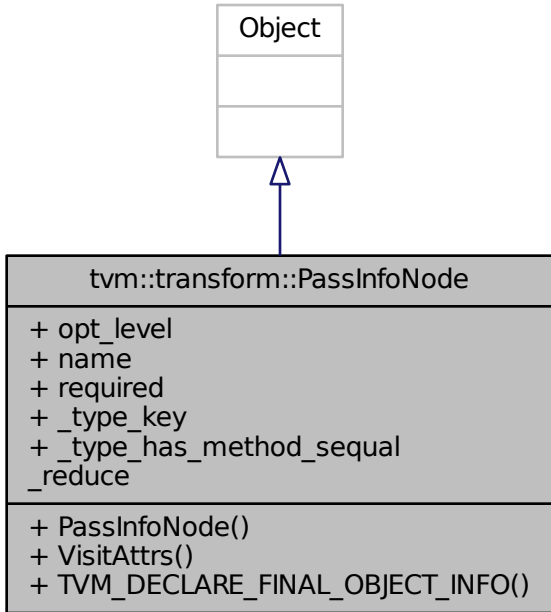 Object
tvm::transform::PassInfoNode
+ opt_level
+ name
+ required
+ _type_key
+ _type_has_method_sequal
_reduce
+ PassInfoNode()
+ VisitAttrs()
+ TVM_DECLARE_FINAL_OBJECT_INFO()